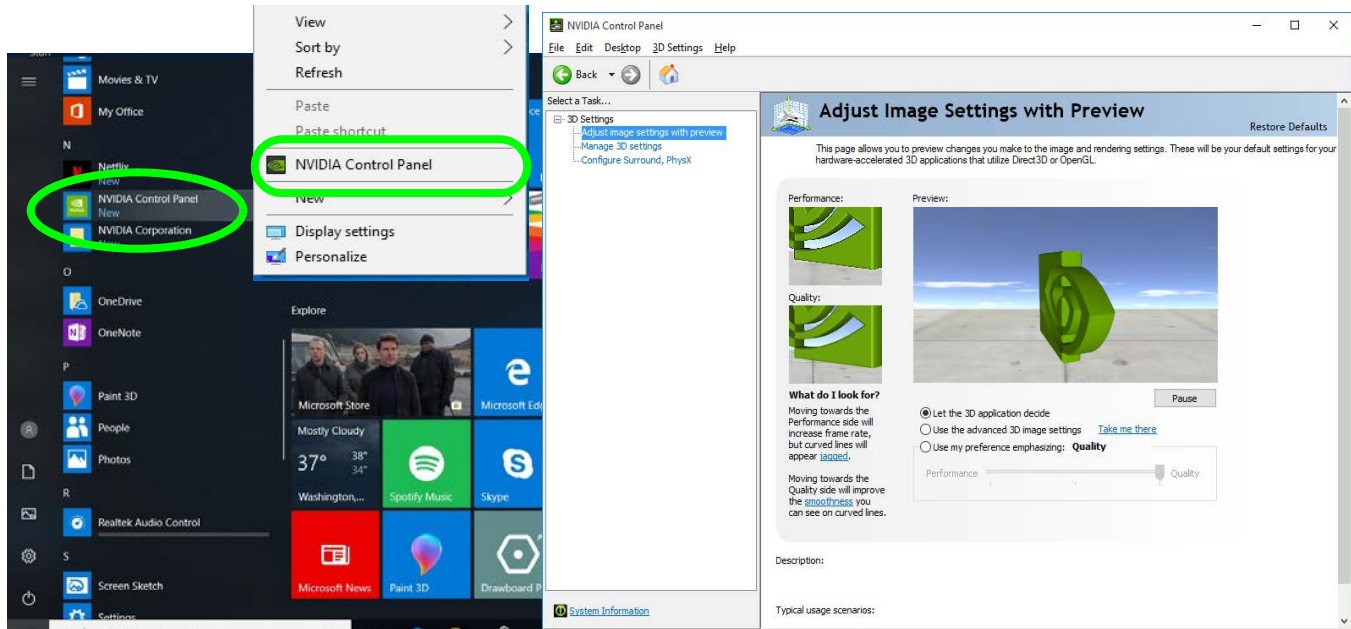 Movies & TV
My Office
N
Netflix
New
NVIDIA Control Panel
New
NVIDIA Corporation
New
O
OneDrive
OneNote
P
Paint 3D
People
Photos
R
Realtek Audio Control
S
Screen Sketch
Settings
View
Sort by
Refresh
Paste
Paste shortcut
NVIDIA Control Panel
New
Display settings
Personalize
Explore
Microsoft Store
Microsoft Edg
Mostly Cloudy
37° 38°
34°
Washington,...
Spotify Music
Skype
Microsoft News
Paint 3D
Drawboard P
NVIDIA Control Panel
File Edit Desktop 3D Settings Help
Back
Select a Task...
3D Settings
Adjust image settings with preview
Manage 3D settings
Configure Surround, PhysX
System Information
Adjust Image Settings with Preview
Restore Defaults
This page allows you to preview changes you make to the image and rendering settings. These will be your default settings for your
hardware-accelerated 3D applications that utilize Direct3D or OpenGL.
Performance:
Preview:
Quality:
What do I look for?
Moving towards the
Performance side will
increase frame rate,
but curved lines will
appear jagged.
Moving towards the
Quality side will improve
the smoothness you
can see on curved lines.
Pause
Let the 3D application decide
Use the advanced 3D image settings Take me there
Use my preference emphasizing: Quality
Performance Quality
Description:
Typical usage scenarios: